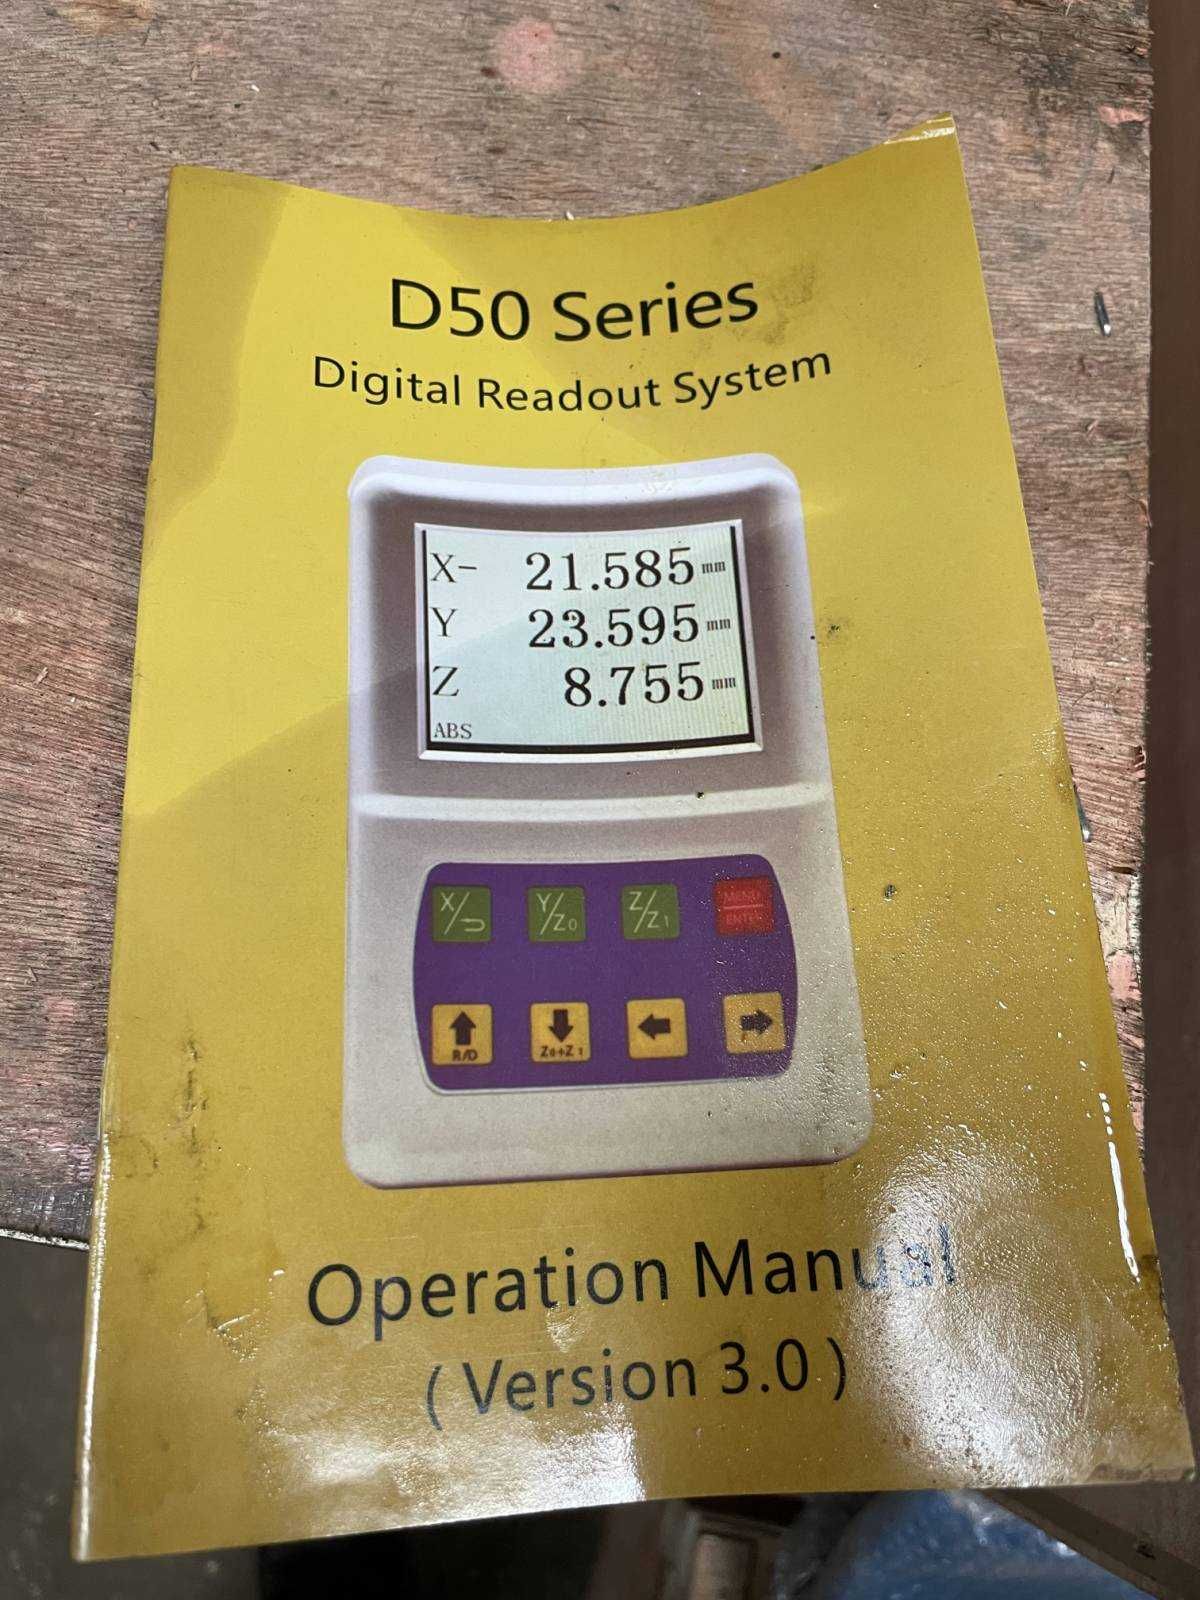 D50 Series
Digital Readout System
X- 21.585 mm
Y 23.595 mm
Z 8.755 mm
ABS
X/ Y/Z0 Z/Z1 MENU ENTER
R/D Z0+Z1
Operation Manual
( Version 3.0 )